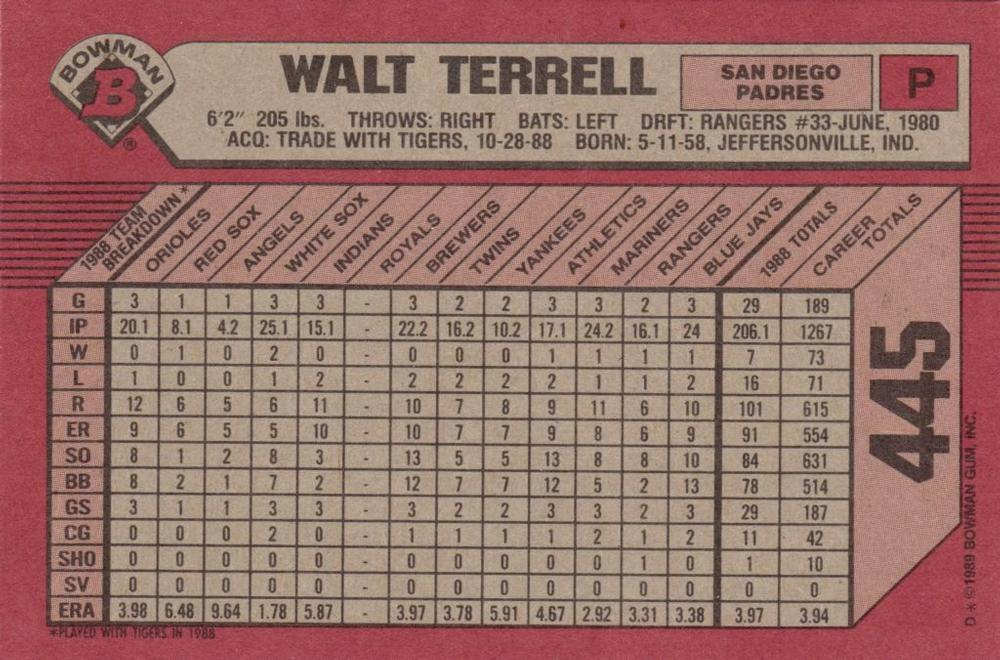 BOWMAN
B
®
WALT TERRELL
SAN DIEGO
PADRES
P
6'2" 205 lbs. THROWS: RIGHT BATS: LEFT DRFT: RANGERS #33-JUNE, 1980
ACQ: TRADE WITH TIGERS, 10-28-88 BORN: 5-11-58, JEFFERSONVILLE, IND.
1988 TEAM BREAKDOWN* ORIOLES RED SOX ANGELS WHITE SOX INDIANS ROYALS BREWERS TWINS YANKEES ATHLETICS MARINERS RANGERS BLUE JAYS 1988 TOTALS CAREER TOTALS
G 3 1 1 3 3 - 3 2 2 3 3 2 3 29 189
IP 20.1 8.1 4.2 25.1 15.1 - 22.2 16.2 10.2 17.1 24.2 16.1 24 206.1 1267
W 0 1 0 2 0 - 0 0 0 1 1 1 1 7 73
L 1 0 0 1 2 - 2 2 2 2 1 1 2 16 71
R 12 6 5 6 11 - 10 7 8 9 11 6 10 101 615
ER 9 6 5 5 10 - 10 7 7 9 8 6 9 91 554
SO 8 1 2 8 3 - 13 5 5 13 8 8 10 84 631
BB 8 2 1 7 2 - 12 7 7 12 5 2 13 78 514
GS 3 1 1 3 3 - 3 2 2 3 3 2 3 29 187
CG 0 0 0 2 0 - 1 1 1 1 2 1 2 11 42
SHO 0 0 0 0 0 - 0 0 0 0 0 1 0 1 10
SV 0 0 0 0 0 - 0 0 0 0 0 0 0 0 0
ERA 3.98 6.48 9.64 1.78 5.87 - 3.97 3.78 5.91 4.67 2.92 3.31 3.38 3.97 3.94
*PLAYED WITH TIGERS IN 1988
445
D * © 1989 BOWMAN GUM, INC.